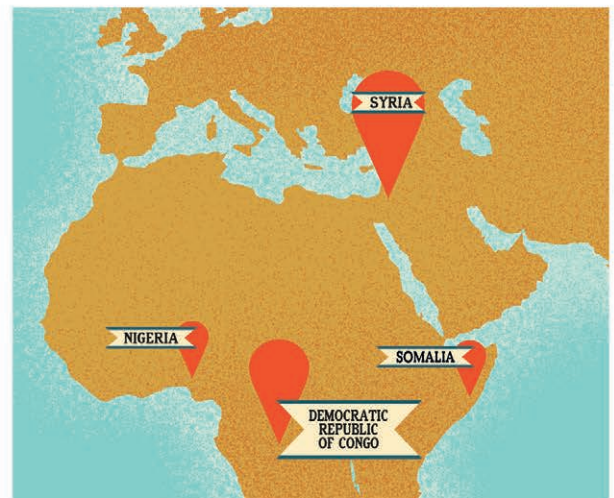 SYRIA
NIGERIA
SOMALIA
DEMOCRATIC
REPUBLIC
OF CONGO